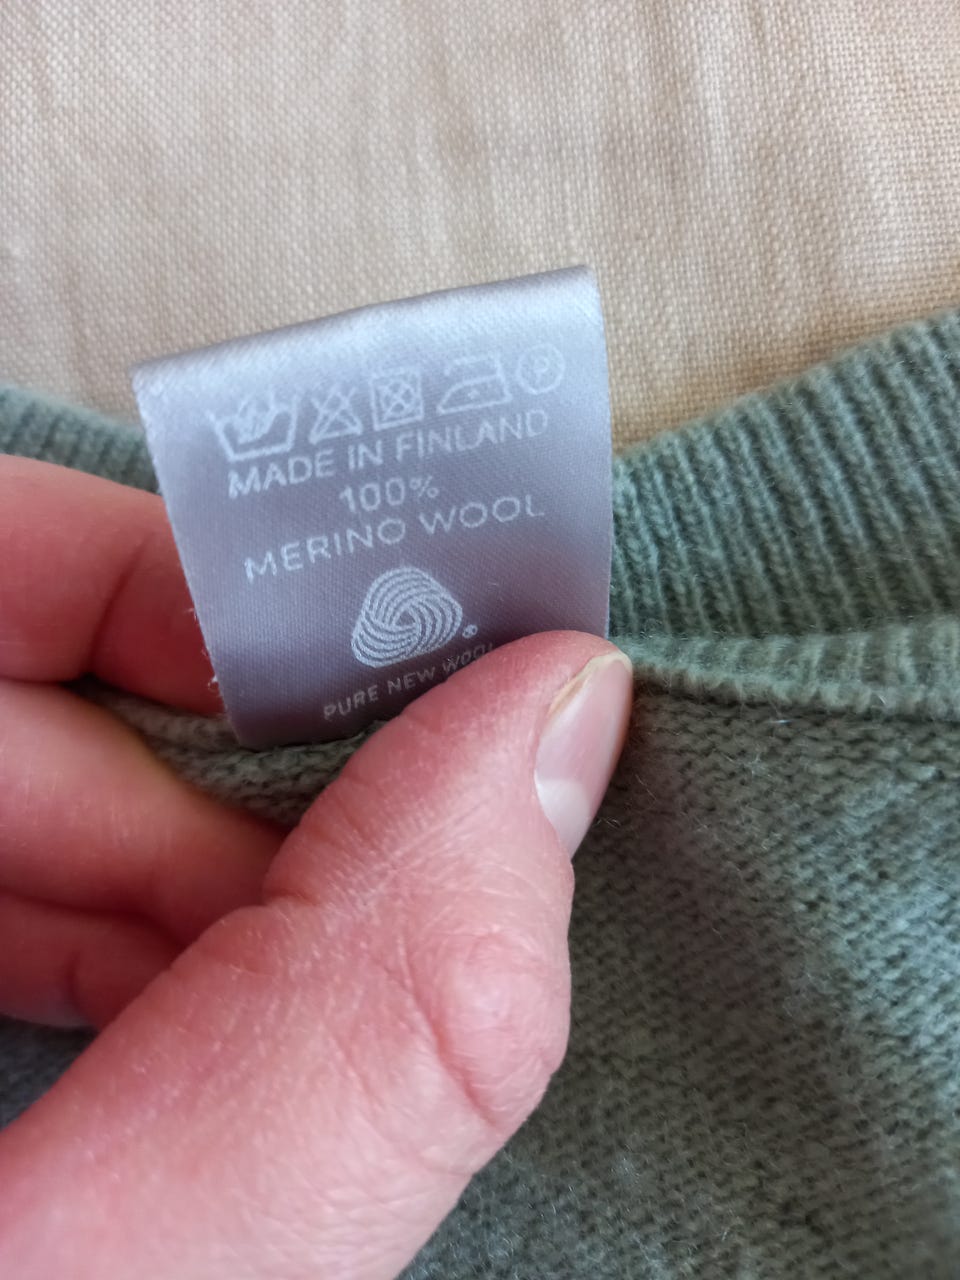 P
MADE IN FINLAND
100%
MERINO WOOL
®
PURE NEW WOOL